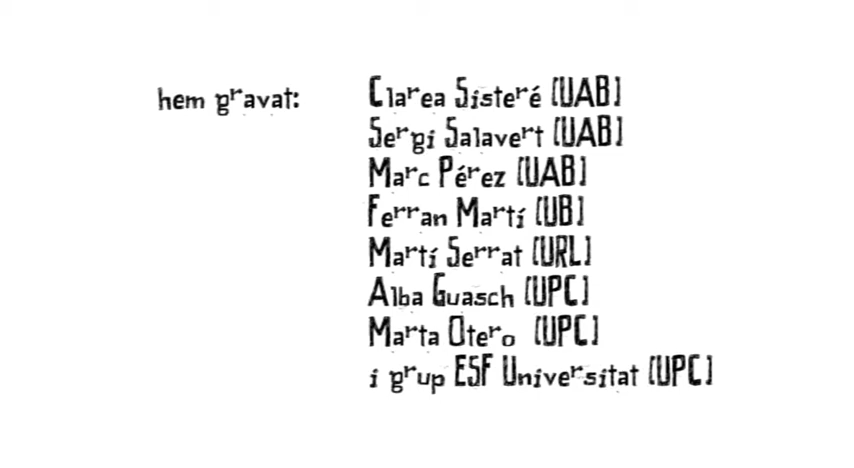 hem gravat: Clarea Sisteré [UAB]
Sergi Salavert [UAB]
Marc Pérez [UAB]
Ferran Martí [UB]
Martí Serrat [URL]
Alba Guasch [UPC]
Marta Otero [UPC]
i grup ESF Universitat [UPC]